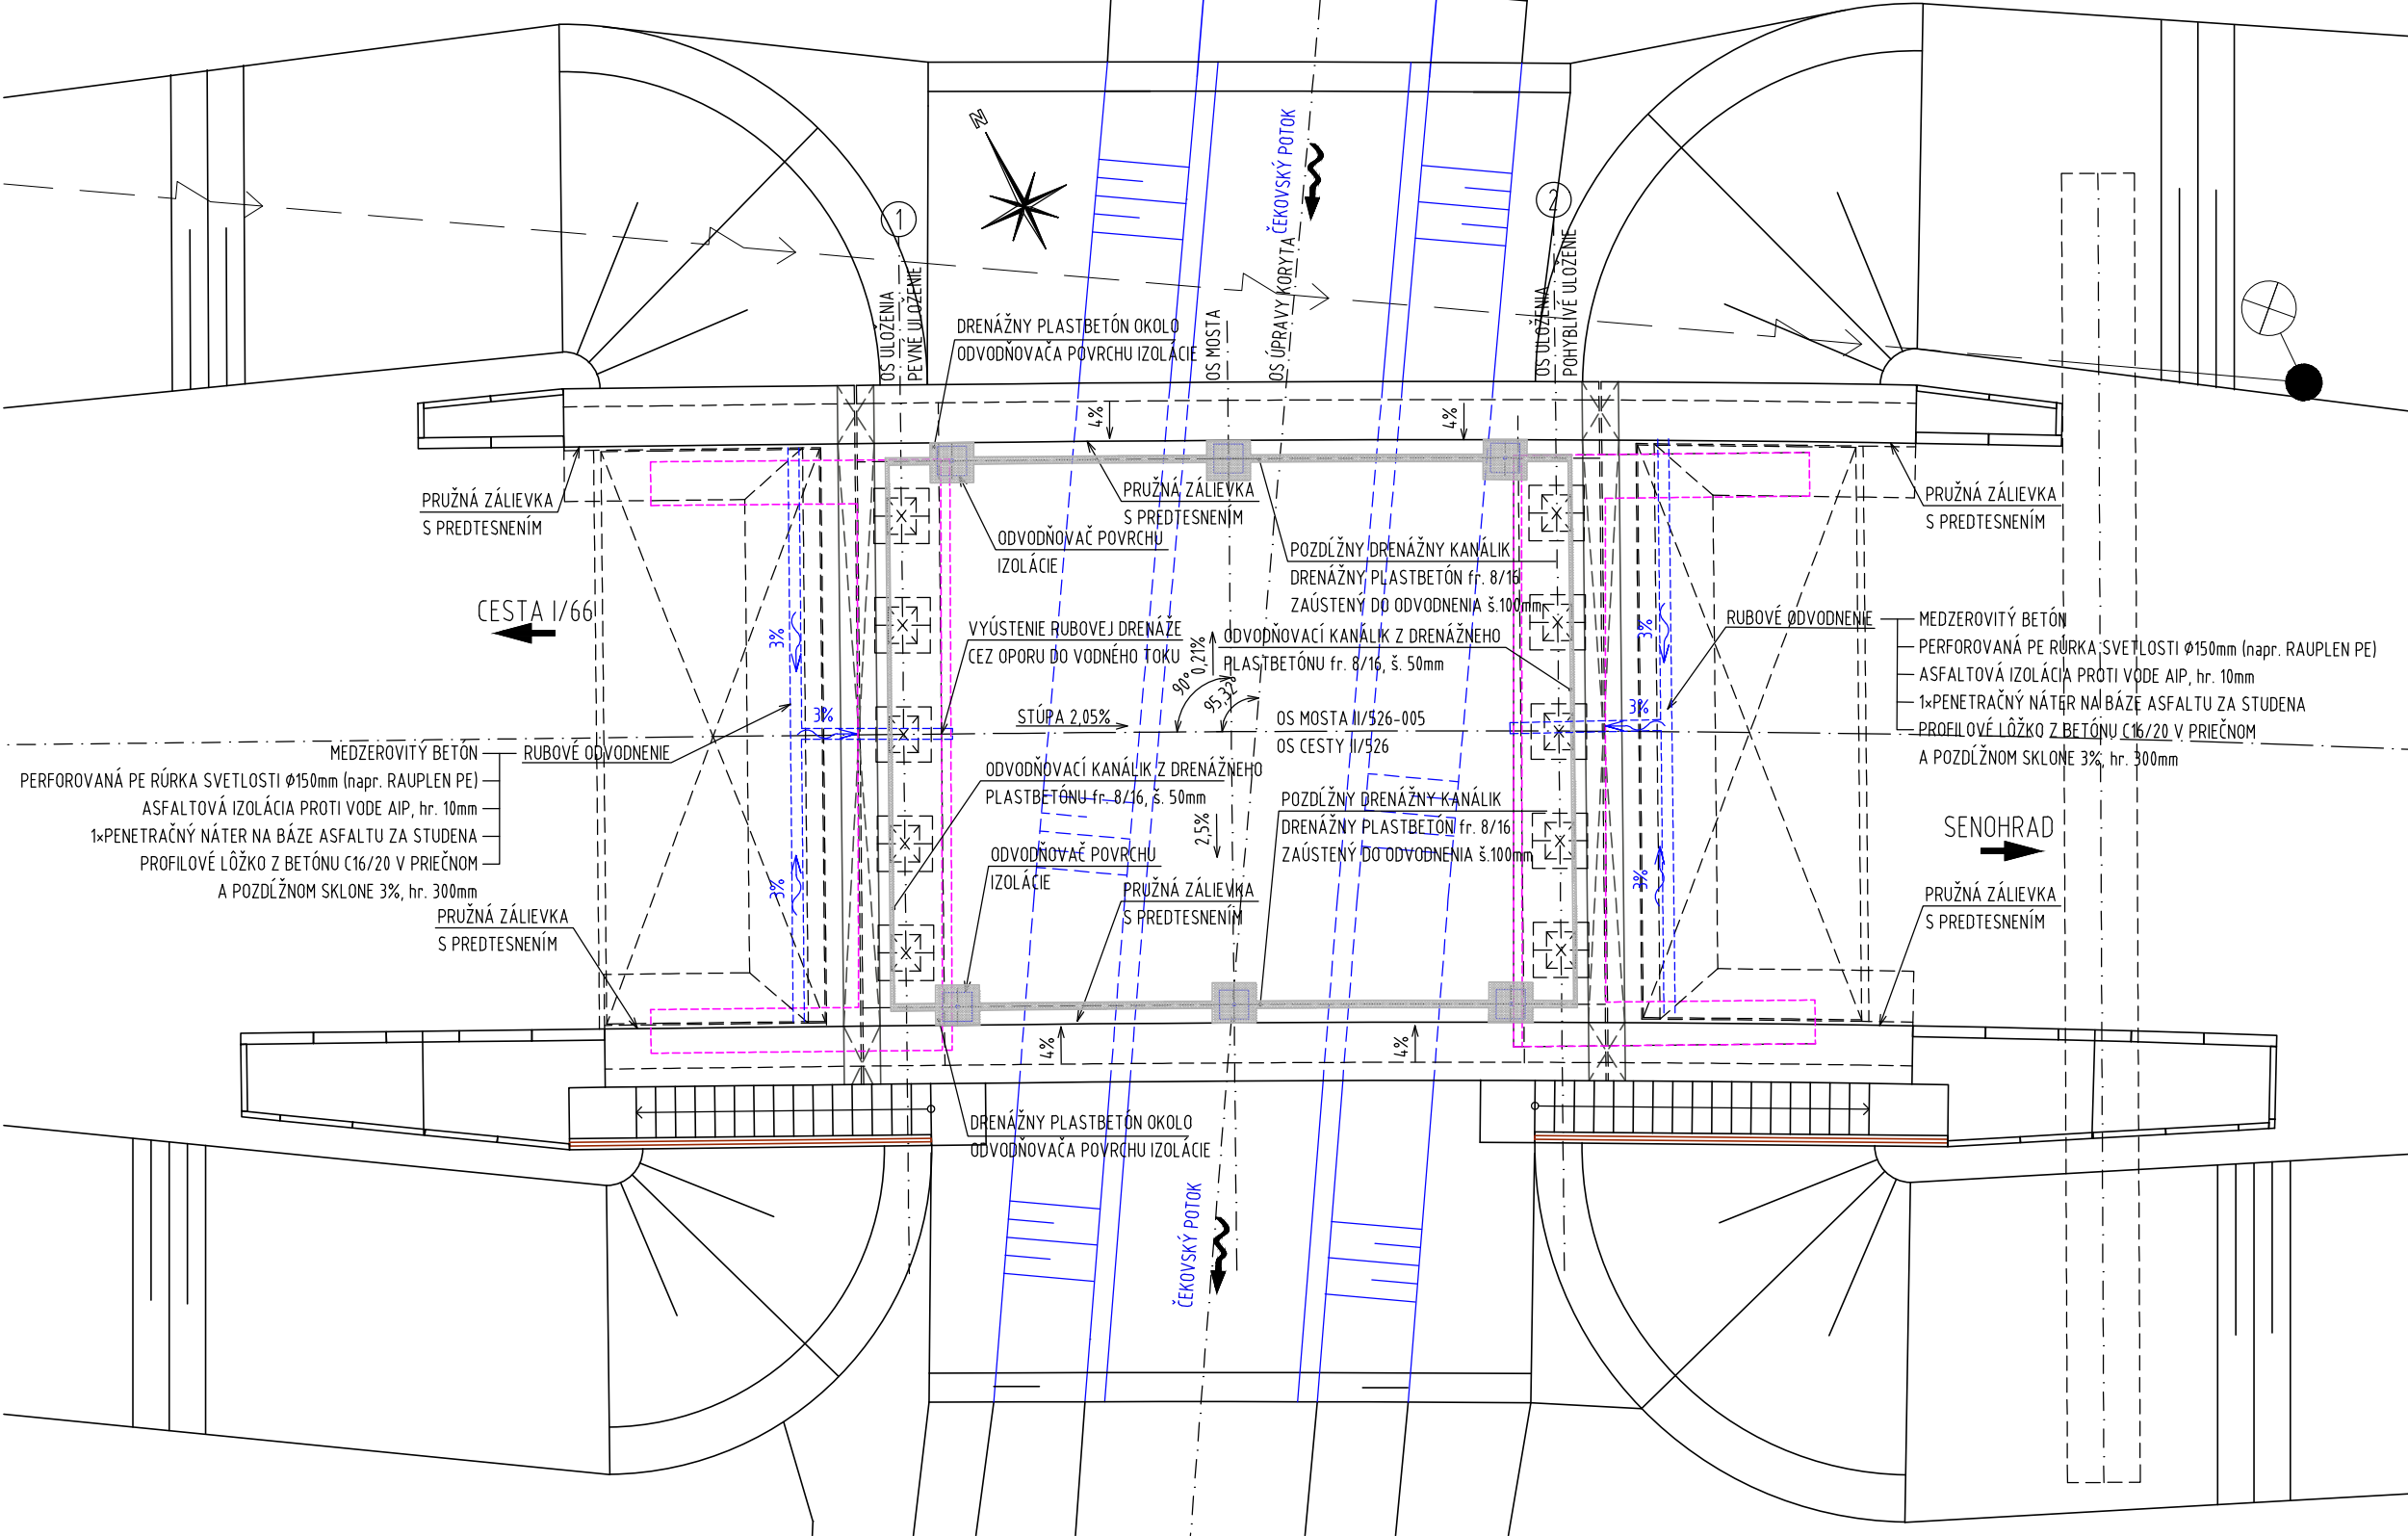 N
ČEKOVSKÝ POTOK
1
2
OS ULOŽENIA
PEVNÉ ULOŽENIE
OS MOSTA
OS ÚPRAVY KORYTA
OS ULOŽENIA
POHYBLIVÉ ULOŽENIE
DRENÁŽNY PLASTBETÓN OKOLO
ODVODŇOVAČA POVRCHU IZOLÁCIE
4%
4%
PRUŽNÁ ZÁLIEVKA
S PREDTESNENÍM
PRUŽNÁ ZÁLIEVKA
S PREDTESNENÍM
PRUŽNÁ ZÁLIEVKA
S PREDTESNENÍM
ODVODŇOVAČ POVRCHU
IZOLÁCIE
POZDĹŽNY DRENÁŽNY KANÁLIK
DRENÁŽNY PLASTBETÓN fr. 8/16
ZAÚSTENÝ DO ODVODNENIA š.100mm
CESTA I/66
3%
VYÚSTENIE RUBOVEJ DRENÁŽE
CEZ OPORU DO VODNÉHO TOKU
0,21%
ODVODŇOVACÍ KANÁLIK Z DRENÁŽNEHO
PLASTBETÓNU fr. 8/16, š. 50mm
3%
RUBOVÉ ODVODNENIE
MEDZEROVITÝ BETÓN
PERFOROVANÁ PE RÚRKA SVETLOSTI Ø150mm (napr. RAUPLEN PE)
ASFALTOVÁ IZOLÁCIA PROTI VODE AIP, hr. 10mm
1×PENETRAČNÝ NÁTER NA BÁZE ASFALTU ZA STUDENA
PROFILOVÉ LÔŽKO Z BETÓNU C16/20 V PRIEČNOM
A POZDĹŽNOM SKLONE 3%, hr. 300mm
90°
95,32°
3%
STÚPA 2,05%
OS MOSTA II/526-005
OS CESTY II/526
3%
MEDZEROVITÝ BETÓN
RUBOVÉ ODVODNENIE
PERFOROVANÁ PE RÚRKA SVETLOSTI Ø150mm (napr. RAUPLEN PE)
ASFALTOVÁ IZOLÁCIA PROTI VODE AIP, hr. 10mm
1×PENETRAČNÝ NÁTER NA BÁZE ASFALTU ZA STUDENA
PROFILOVÉ LÔŽKO Z BETÓNU C16/20 V PRIEČNOM
A POZDĹŽNOM SKLONE 3%, hr. 300mm
ODVODŇOVACÍ KANÁLIK Z DRENÁŽNEHO
PLASTBETÓNU fr. 8/16, š. 50mm
2,5%
POZDĹŽNY DRENÁŽNY KANÁLIK
DRENÁŽNY PLASTBETÓN fr. 8/16
ZAÚSTENÝ DO ODVODNENIA š.100mm
SENOHRAD
3%
3%
ODVODŇOVAČ POVRCHU
IZOLÁCIE
PRUŽNÁ ZÁLIEVKA
S PREDTESNENÍM
PRUŽNÁ ZÁLIEVKA
S PREDTESNENÍM
PRUŽNÁ ZÁLIEVKA
S PREDTESNENÍM
4%
4%
DRENÁŽNY PLASTBETÓN OKOLO
ODVODŇOVAČA POVRCHU IZOLÁCIE
ČEKOVSKÝ POTOK